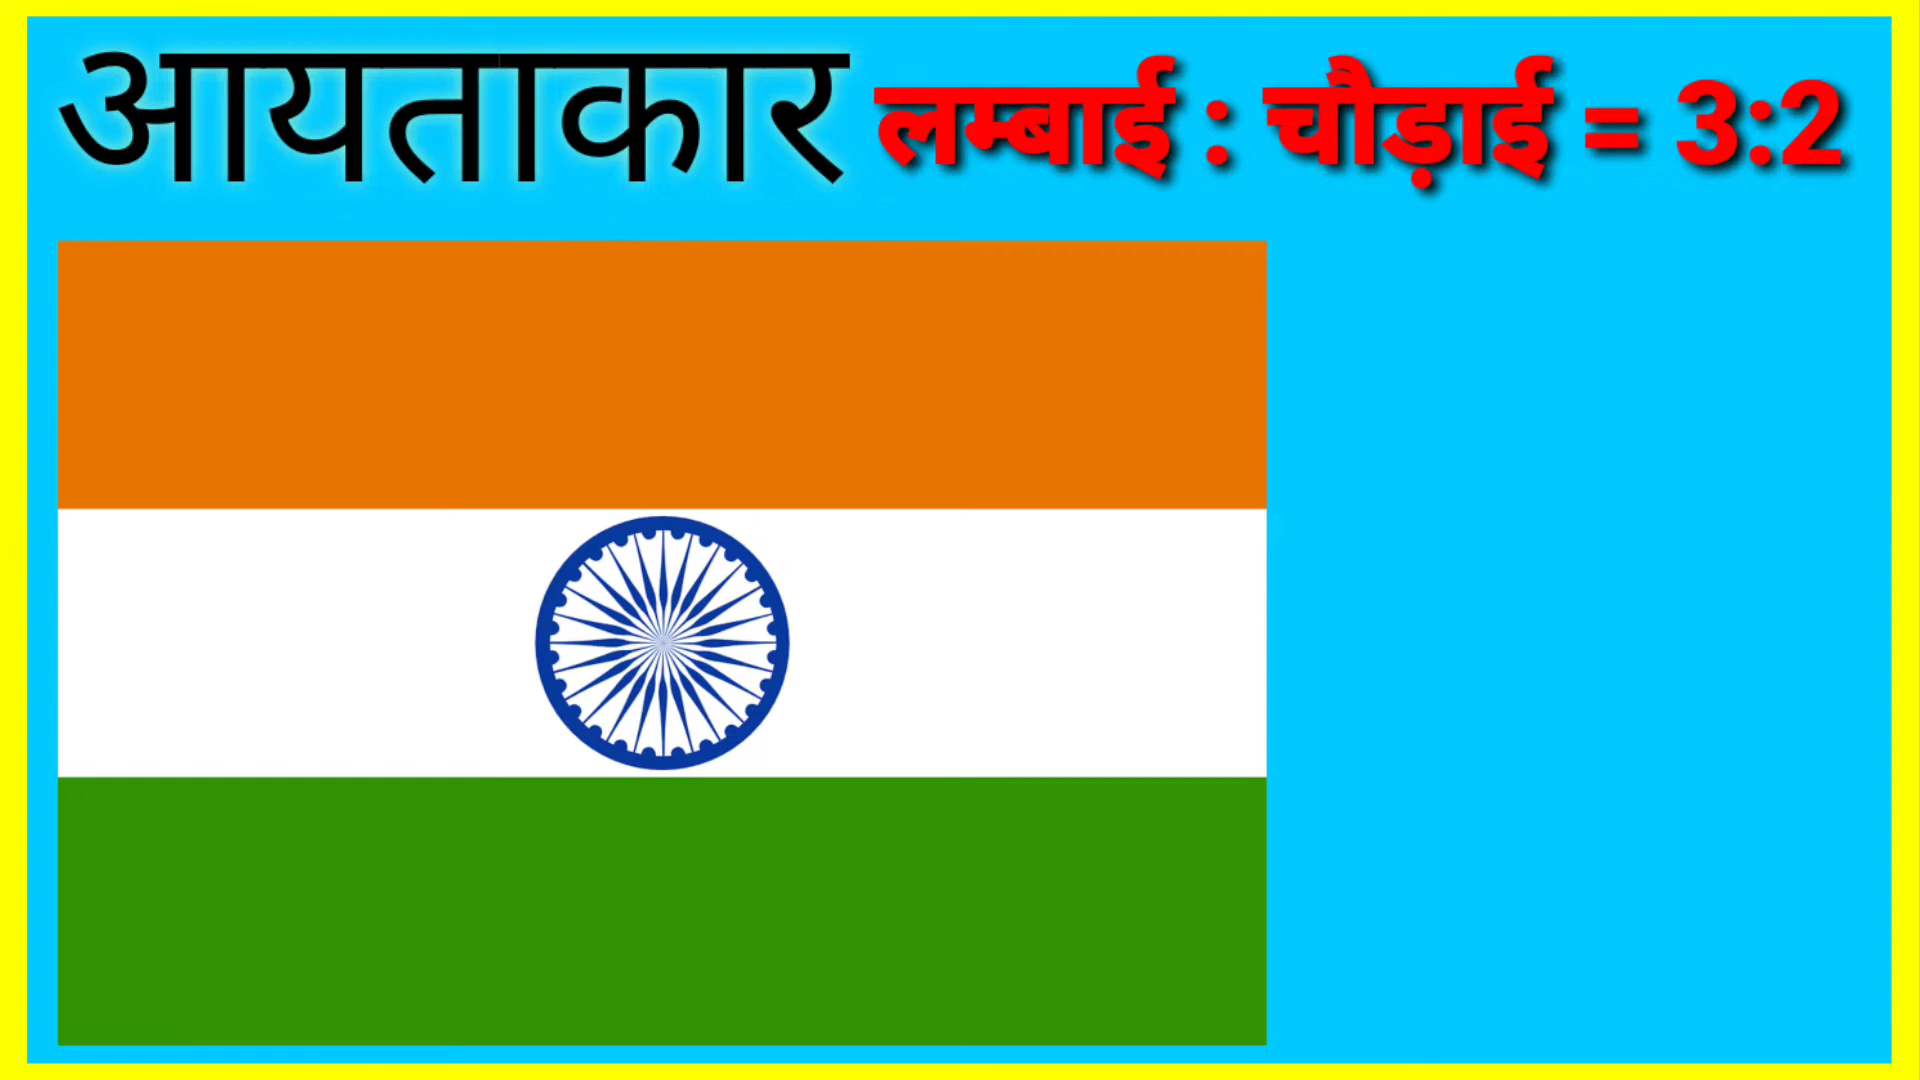 आयताकार लम्बाई : चौड़ाई = 3:2